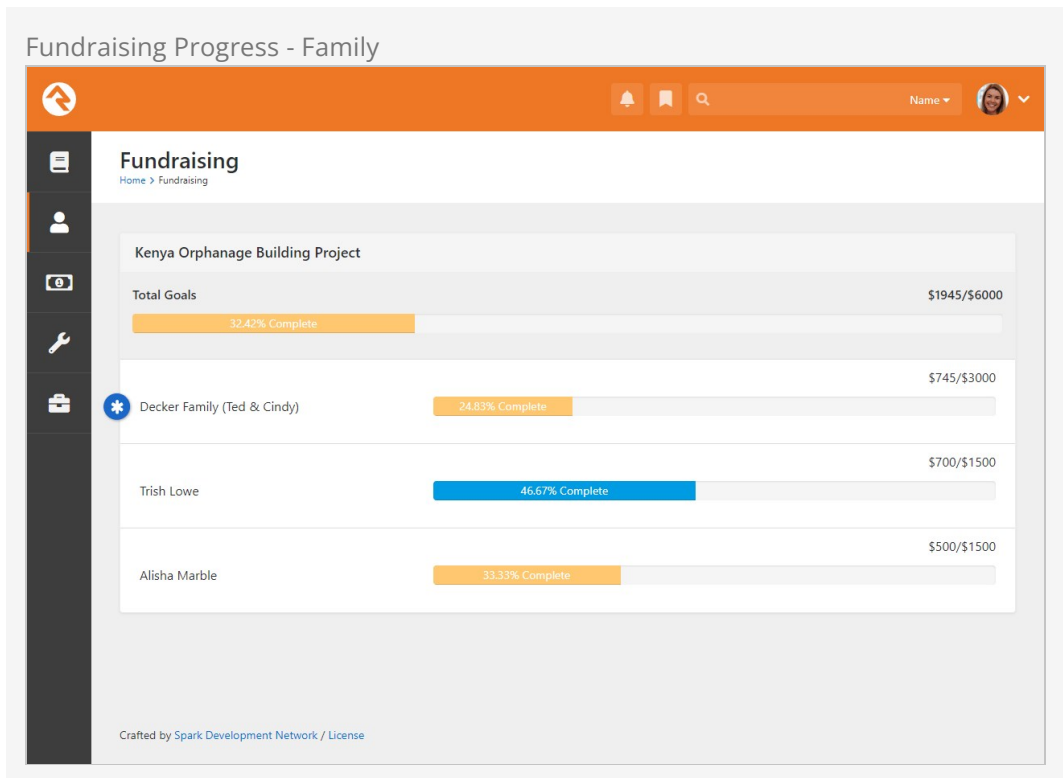 Fundraising Progress - Family
Name
Fundraising
Home > Fundraising
Kenya Orphanage Building Project
Total Goals $1945/$6000
32.42% Complete
$745/$3000
Decker Family (Ted & Cindy) 24.83% Complete
$700/$1500
Trish Lowe 46.67% Complete
$500/$1500
Alisha Marble 33.33% Complete
Crafted by Spark Development Network / License